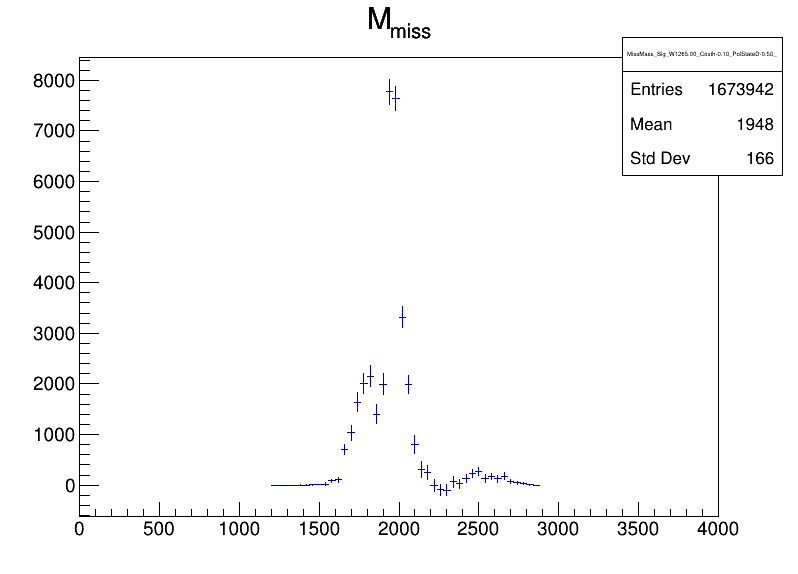 M_miss
MissMass_Sig_W1265.00_Costh-0.10_PolStateD-0.50_
Entries 1673942
Mean 1948
Std Dev 166
8000
7000
6000
5000
4000
3000
2000
1000
0
0 500 1000 1500 2000 2500 3000 3500 4000